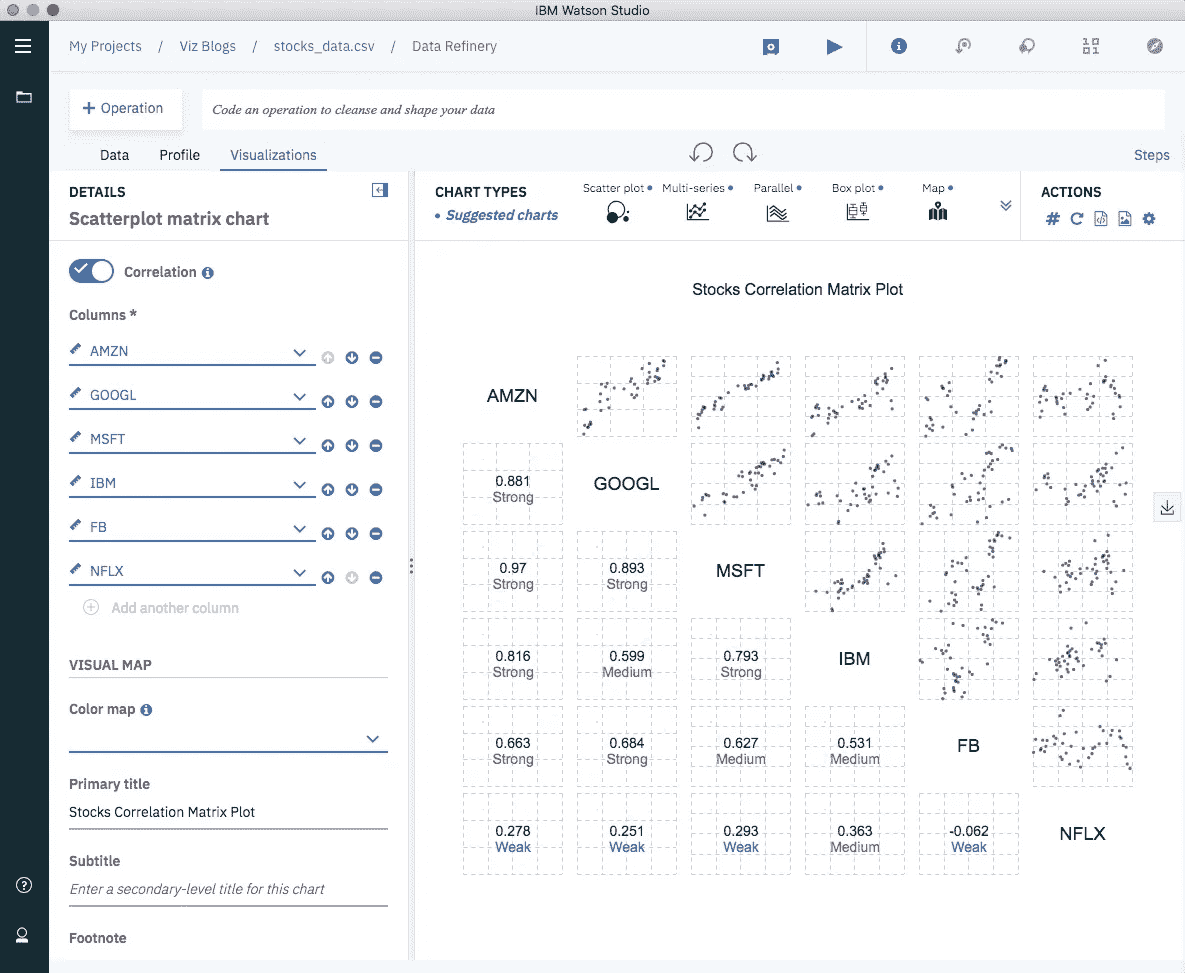 IBM Watson Studio
My Projects / Viz Blogs / stocks_data.csv / Data Refinery
+ Operation
Code an operation to cleanse and shape your data
Data Profile Visualizations
Steps
DETAILS
Scatterplot matrix chart
CHART TYPES
• Suggested charts
Scatter plot • Multi-series • Parallel • Box plot • Map •
ACTIONS
Correlation
Columns *
AMZN
GOOGL
MSFT
IBM
FB
NFLX
Add another column
VISUAL MAP
Color map
Primary title
Stocks Correlation Matrix Plot
Subtitle
Enter a secondary-level title for this chart
Footnote
Stocks Correlation Matrix Plot
AMZN
0.881 GOOGL
Strong
0.97 0.893 MSFT
Strong Strong
0.816 0.599 0.793 IBM
Strong Medium Strong
0.663 0.684 0.627 0.531 FB
Strong Strong Medium Medium
0.278 0.251 0.293 0.363 -0.062 NFLX
Weak Weak Weak Medium Weak